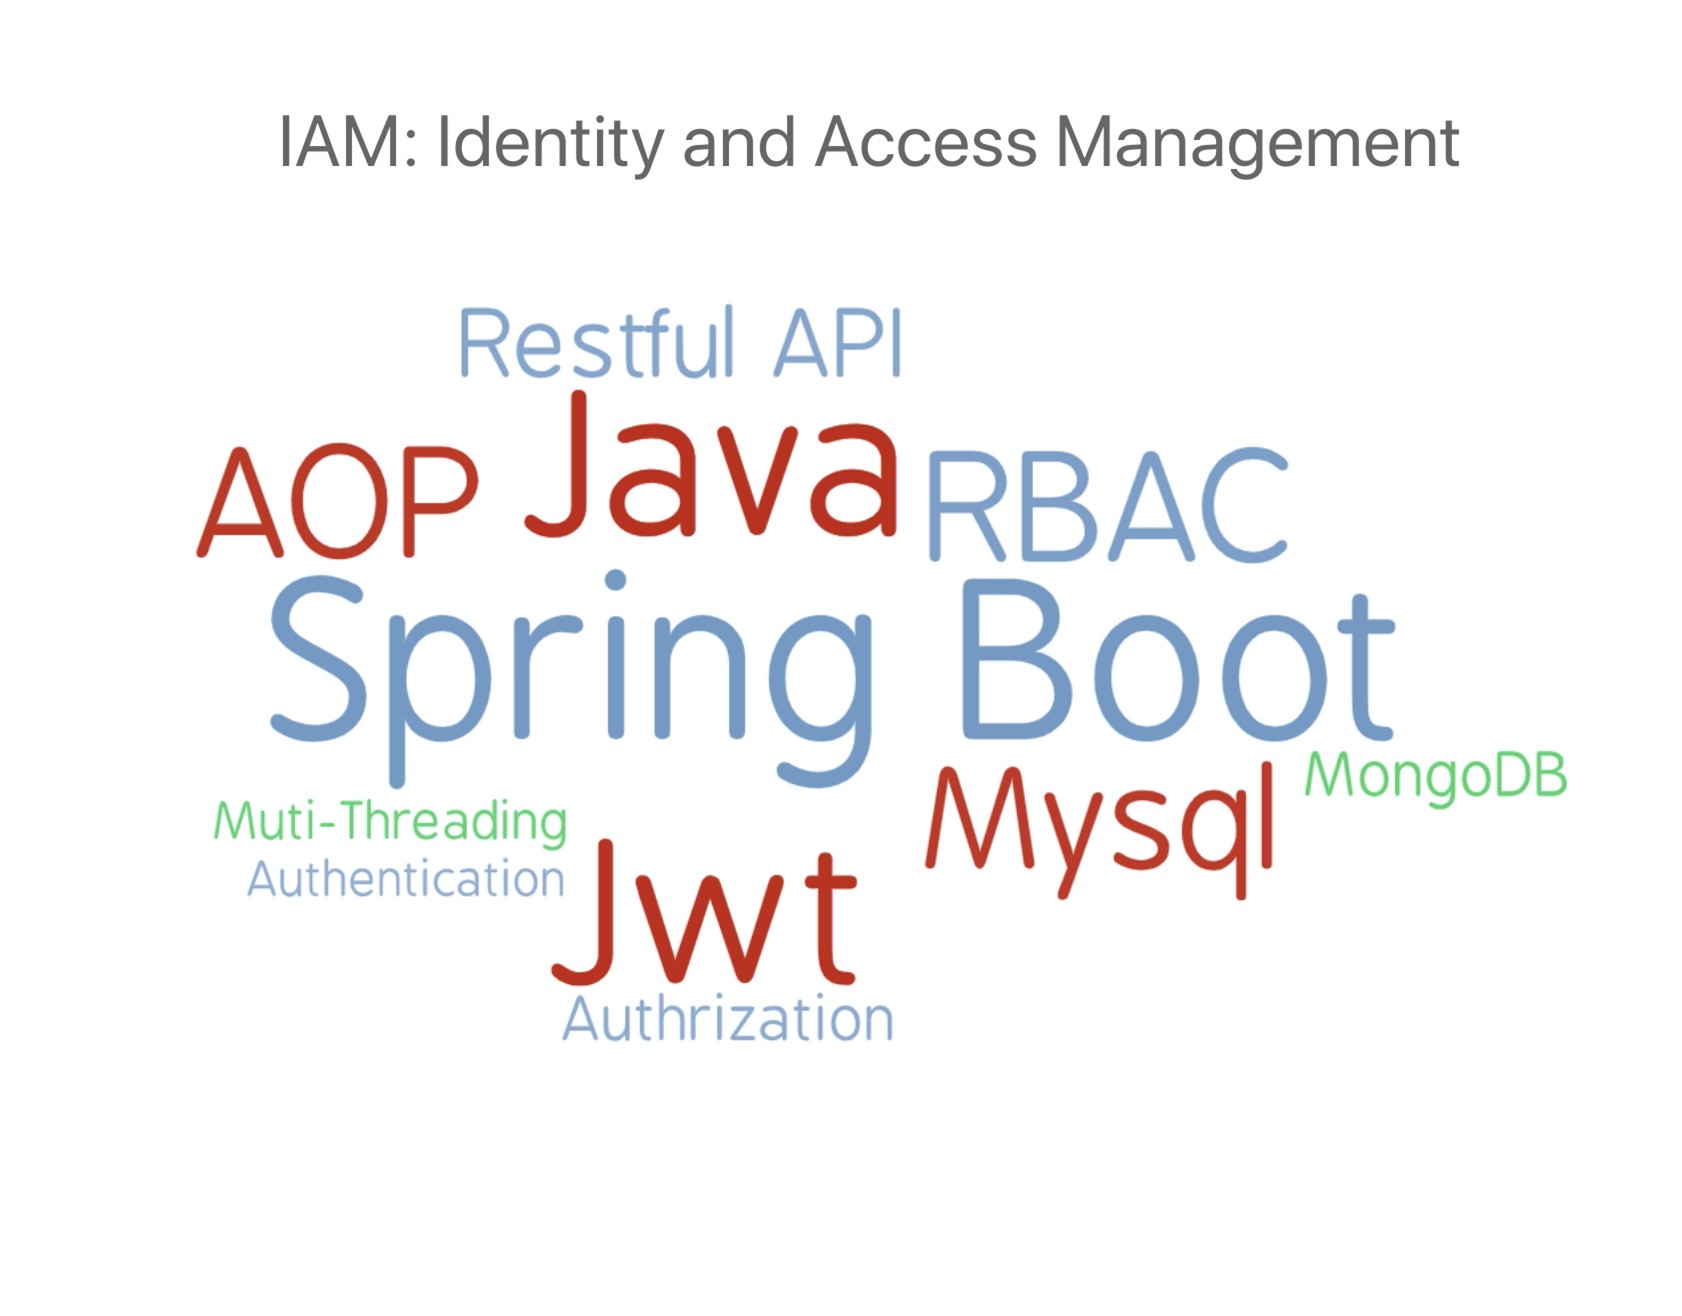 IAM: Identity and Access Management
Restful API
AOP Java RBAC
Spring Boot
MongoDB
Muti-Threading
Mysql
Authentication
Jwt
Authrization